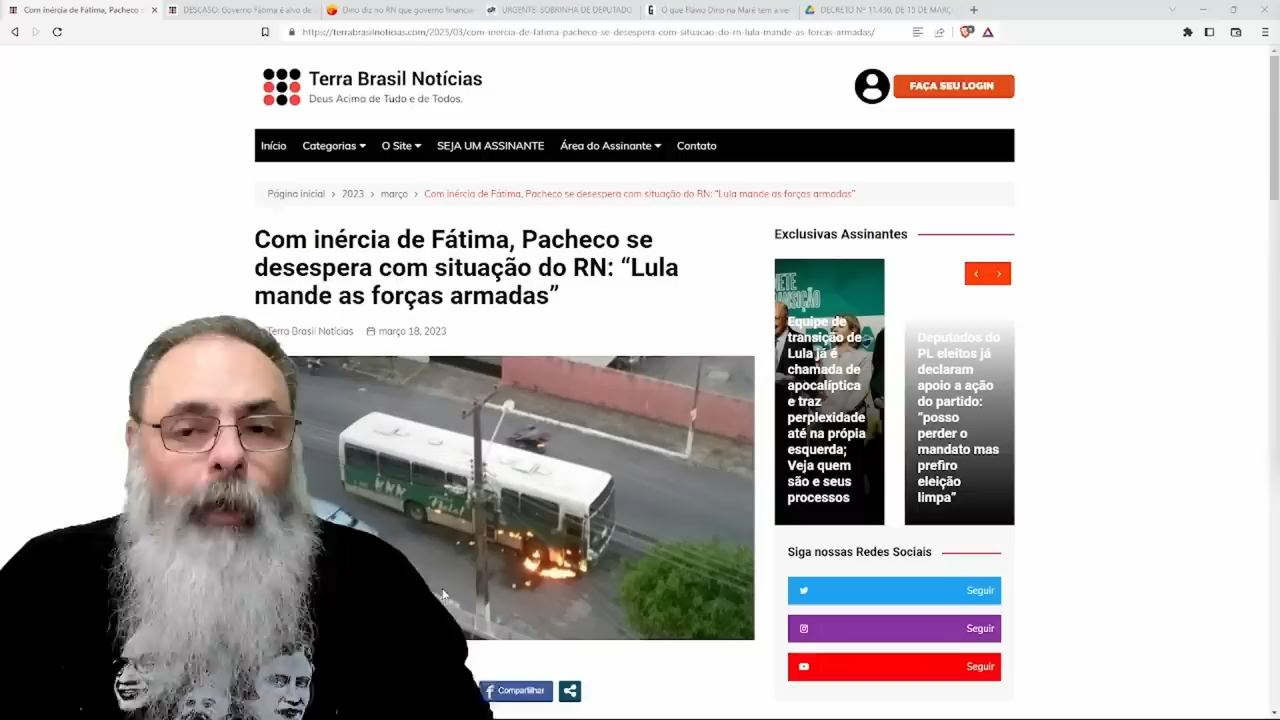 Com inercia de Fátima, Pacheco s
DESCASO: Governo Fátima é alvo de
Dino diz no RN que governo financiar
URGENTE: SOBRINHA DE DEPUTADO
O que Flávio Dino na Maré tem a ve
DECRETO Nº 11.436, DE 15 DE MARÇ
https://terrabrasilnoticias.com/2023/03/com-inercia-de-fatima-pacheco-se-desespera-com-situacao-do-rn-lula-mande-as-forcas-armadas/
Terra Brasil Notícias
Deus Acima de Tudo e de Todos.
FAÇA SEU LOGIN
Início Categorias O Site SEJA UM ASSINANTE Área do Assinante Contato
Página inicial > 2023 > março > Com inércia de Fátima, Pacheco se desespera com situação do RN: “Lula mande as forças armadas”
Com inércia de Fátima, Pacheco se
desespera com situação do RN: “Lula
mande as forças armadas”
Terra Brasil Notícias março 18, 2023
Natal
f Compartilhar
Exclusivas Assinantes
Equipe de
transição de
Lula já é
chamada de
apocalíptica
e traz
perplexidade
até na própia
esquerda;
Veja quem
são e seus
processos
Deputados do
PL eleitos já
declaram
apoio a ação
do partido:
“posso
perder o
mandato mas
prefiro
eleição
limpa”
Siga nossas Redes Sociais
Seguir
Seguir
Seguir